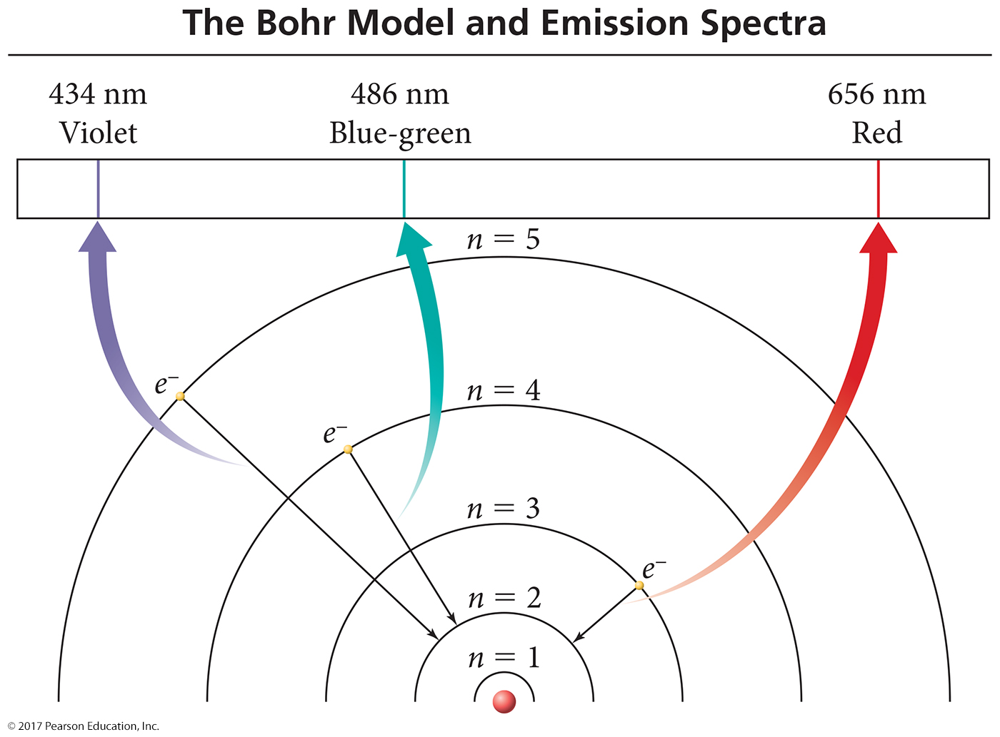 The Bohr Model and Emission Spectra
434 nm
Violet
486 nm
Blue-green
656 nm
Red
n = 5
e⁻
n = 4
e⁻
n = 3
e⁻
n = 2
n = 1
© 2017 Pearson Education, Inc.